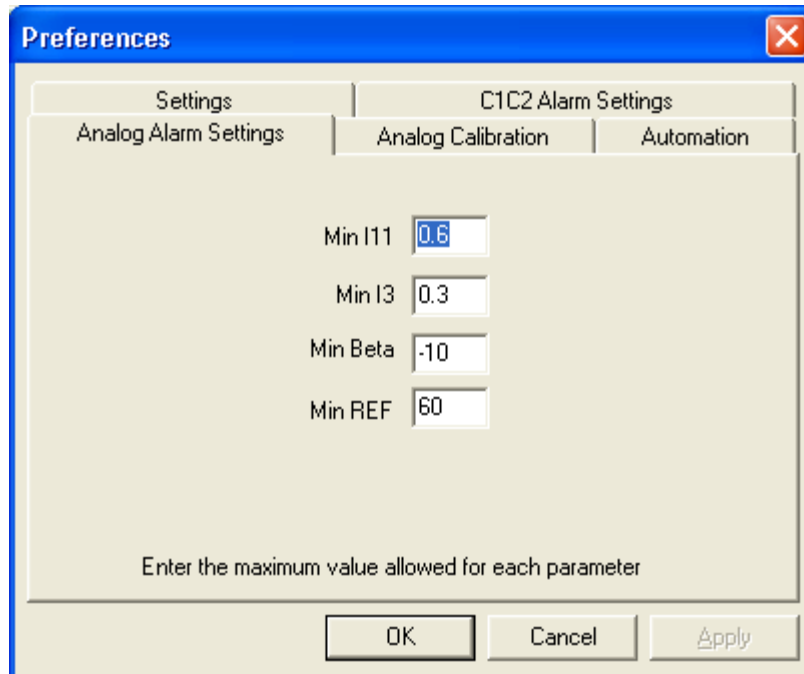 Preferences
Settings C1C2 Alarm Settings
Analog Alarm Settings Analog Calibration Automation
Min I11 0.6
Min I3 0.3
Min Beta -10
Min REF 60
Enter the maximum value allowed for each parameter
OK Cancel Apply